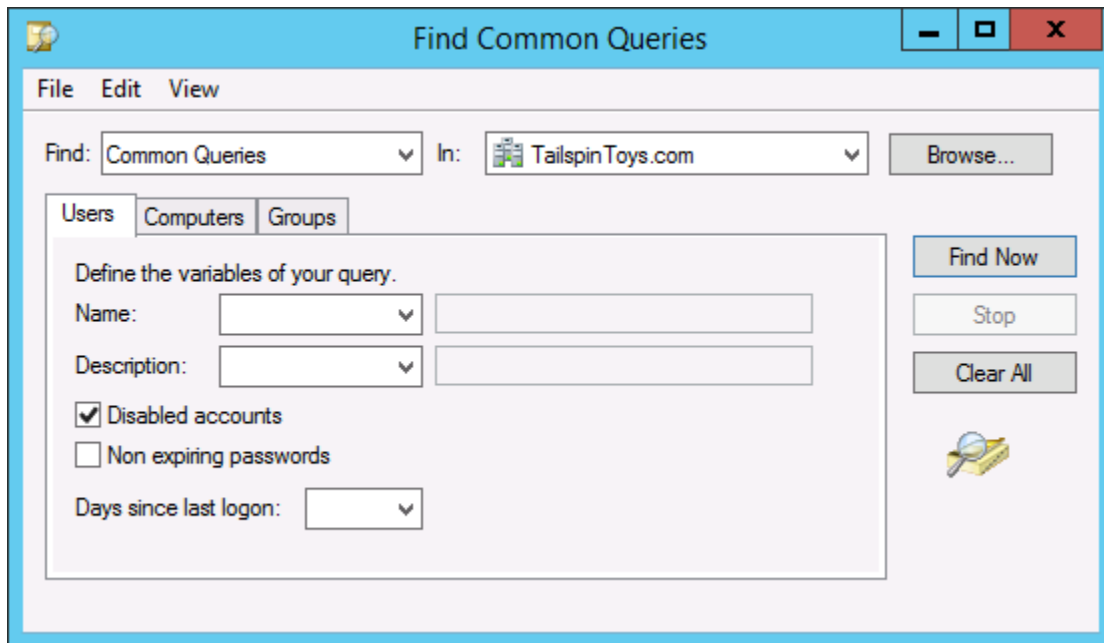 Find Common Queries
File Edit View
Find: Common Queries In: TailspinToys.com Browse...
Users Computers Groups
Find Now
Define the variables of your query.
Name:
Stop
Description:
Clear All
Disabled accounts
Non expiring passwords
Days since last logon: